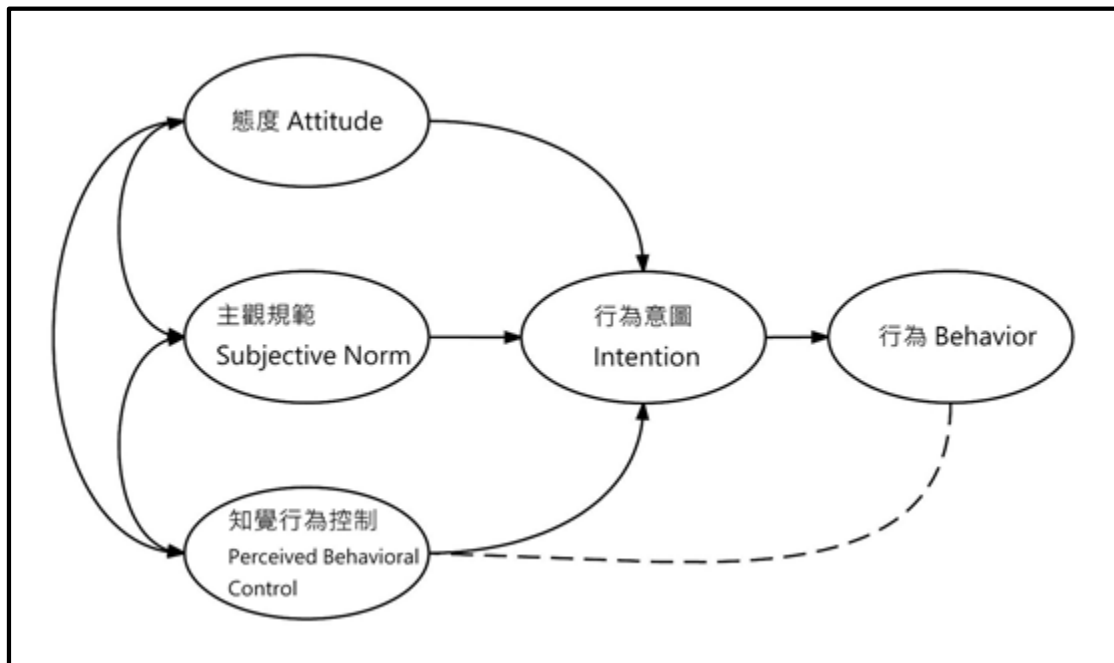 態度 Attitude
主觀規範
Subjective Norm
知覺行為控制
Perceived Behavioral
Control
行為意圖
Intention
行為 Behavior